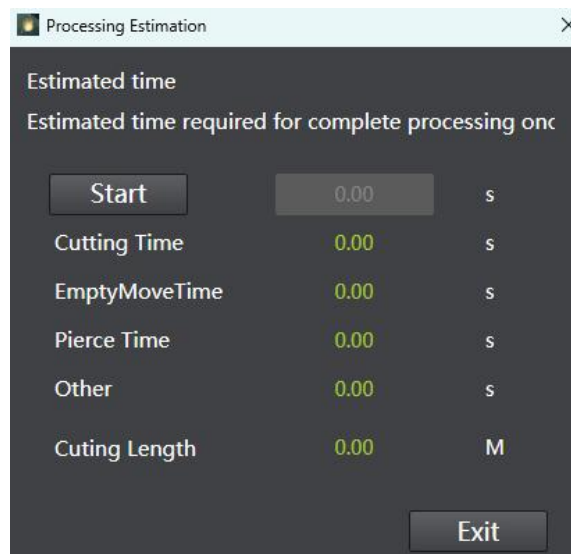 Processing Estimation
Estimated time
Estimated time required for complete processing onc
Start 0.00 s
Cutting Time 0.00 s
EmptyMoveTime 0.00 s
Pierce Time 0.00 s
Other 0.00 s
Cuting Length 0.00 M
Exit